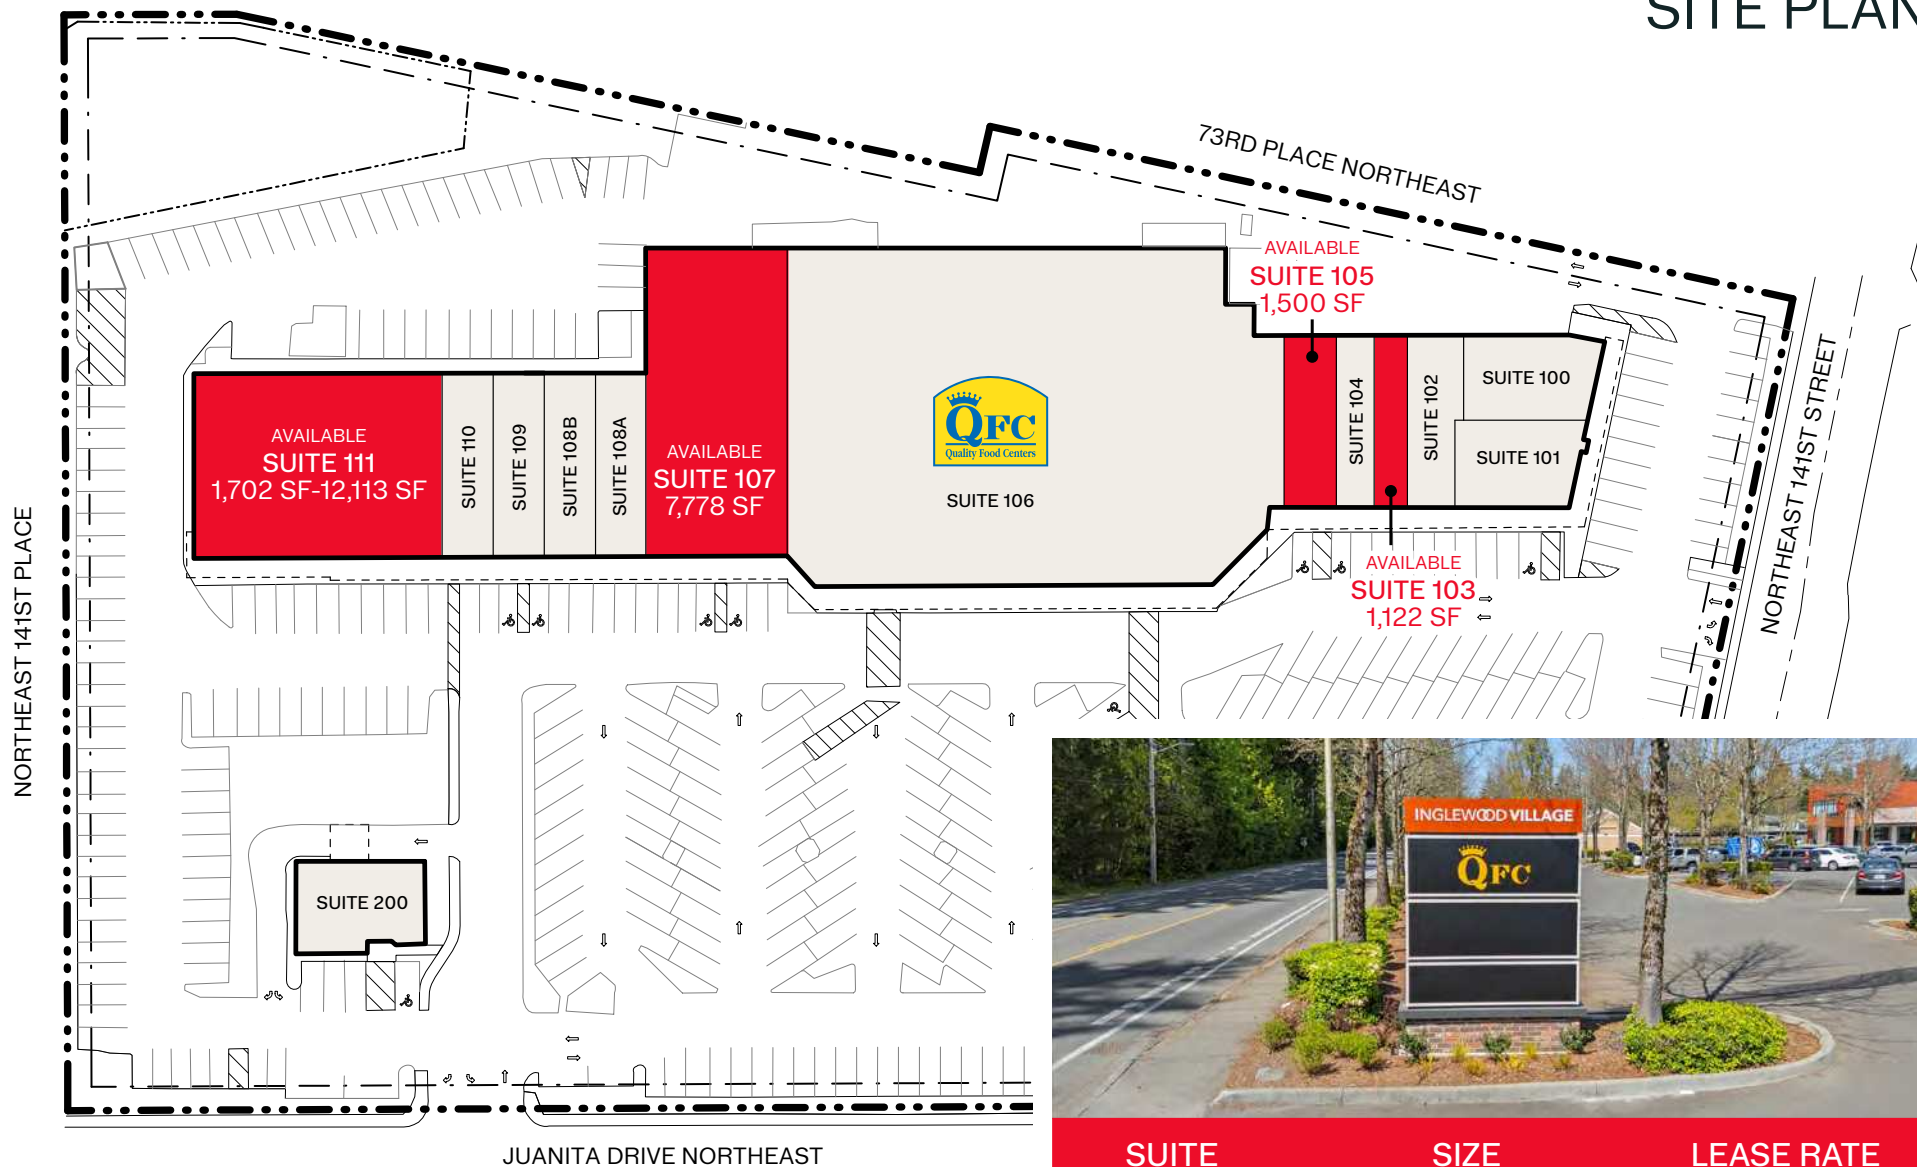 SITE PLAN
73RD PLACE NORTHEAST
AVAILABLE
SUITE 105
1,500 SF
NORTHEAST 141ST STREET
NORTHEAST 141ST PLACE
AVAILABLE
SUITE 111
1,702 SF-12,113 SF
SUITE 110
SUITE 109
SUITE 108B
SUITE 108A
AVAILABLE
SUITE 107
7,778 SF
QFC
Quality Food Centers
SUITE 106
SUITE 104
SUITE 102
SUITE 100
SUITE 101
AVAILABLE
SUITE 103
1,122 SF
SUITE 200
INGLEWOOD VILLAGE
QFC
JUANITA DRIVE NORTHEAST
SUITE SIZE LEASE RATE